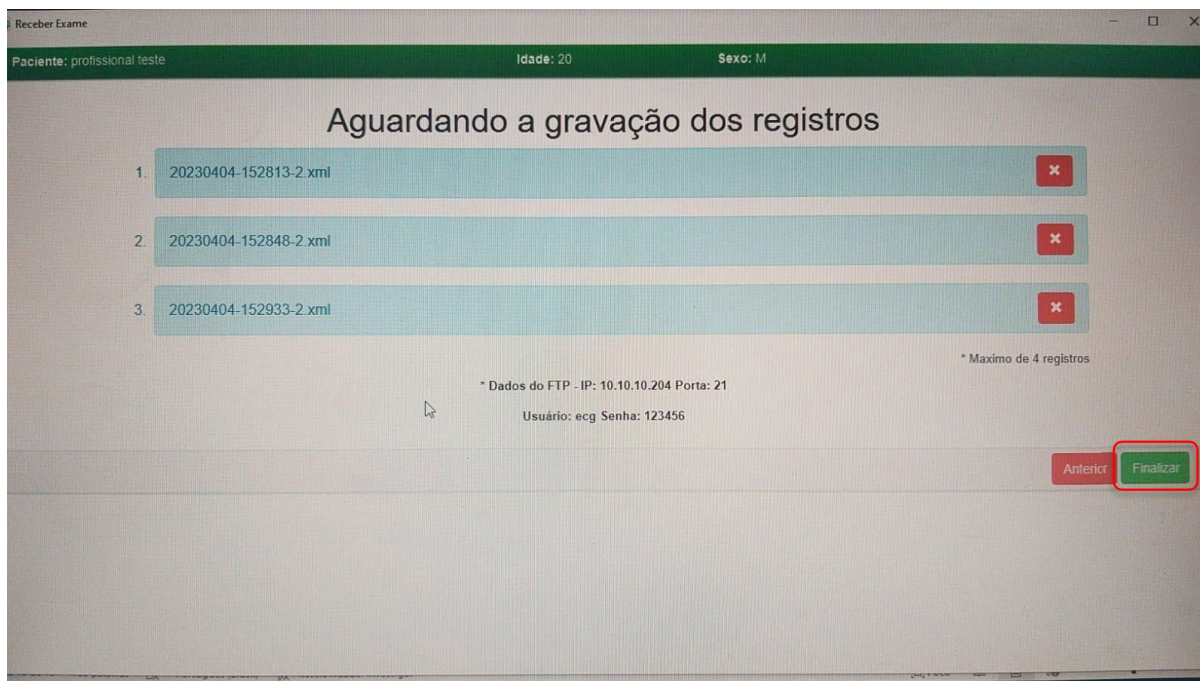 Receber Exame
Paciente: profissional teste Idade: 20 Sexo: M
Aguardando a gravação dos registros
1. 20230404-152813-2.xml
2. 20230404-152848-2.xml
3. 20230404-152933-2.xml
* Maximo de 4 registros
* Dados do FTP - IP: 10.10.10.204 Porta: 21
Usuário: ecg Senha: 123456
Anterior Finalizar